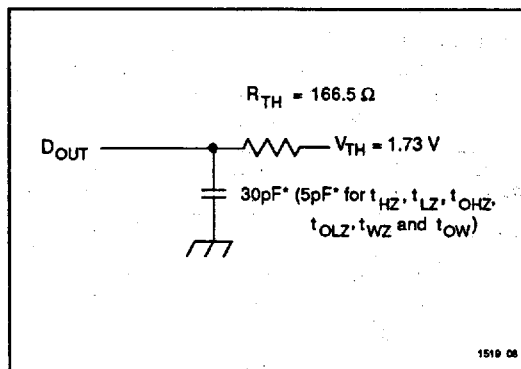 R_TH = 166.5 Ω
D_OUT
V_TH = 1.73 V
30pF* (5pF* for t_HZ, t_LZ, t_OHZ,
t_OLZ, t_WZ and t_OW)
1519 08